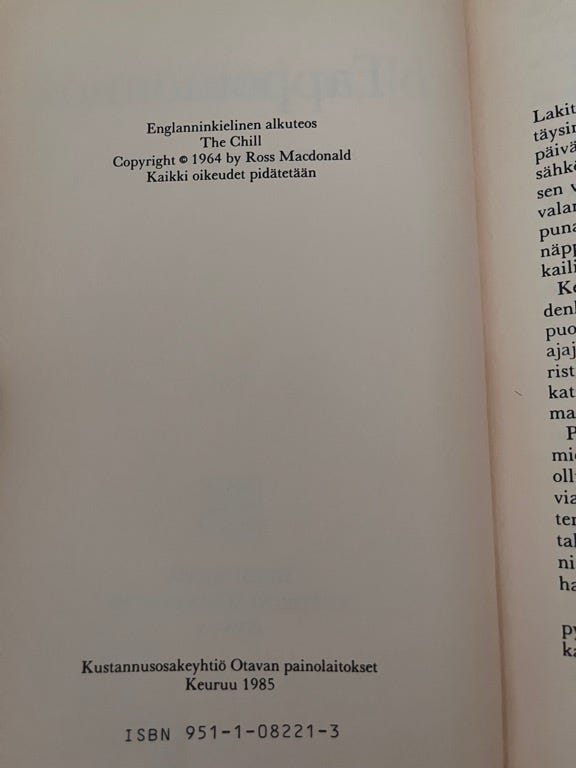 Englanninkielinen alkuteos
The Chill
Copyright © 1964 by Ross Macdonald
Kaikki oikeudet pidätetään
Kustannusosakeyhtiö Otavan painolaitokset
Keuruu 1985
ISBN 951-1-08221-3